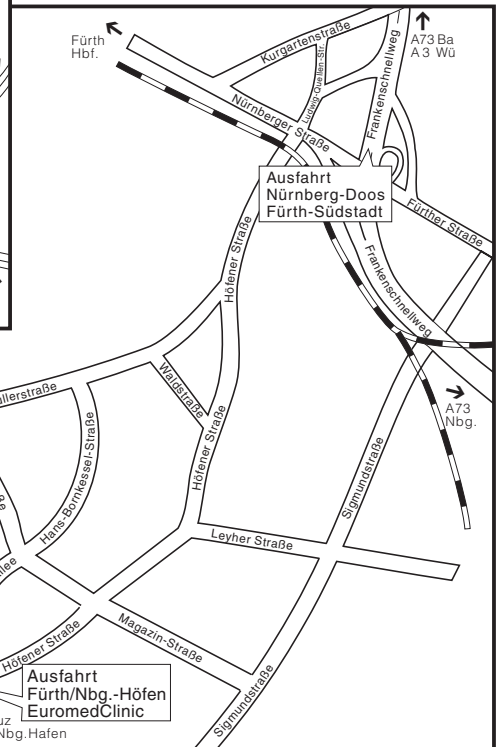 Fürth
Hbf.
Kurgartenstraße
A73 Ba
A 3 Wü
Ludwig-Quellen-Str.
Frankenschnellweg
Nürnberger Straße
Ausfahrt
Nürnberg-Doos
Fürth-Südstadt
Fürther Straße
Höfener Straße
Frankenschnellweg
Waldstraße
A73
Nbg.
Hans-Bornkessel-Straße
Höfener Straße
Sigmundstraße
Leyher Straße
Magazin-Straße
Höfener Straße
Ausfahrt
Fürth/Nbg.-Höfen
EuromedClinic
Nbg.Hafen
Sigmundstraße